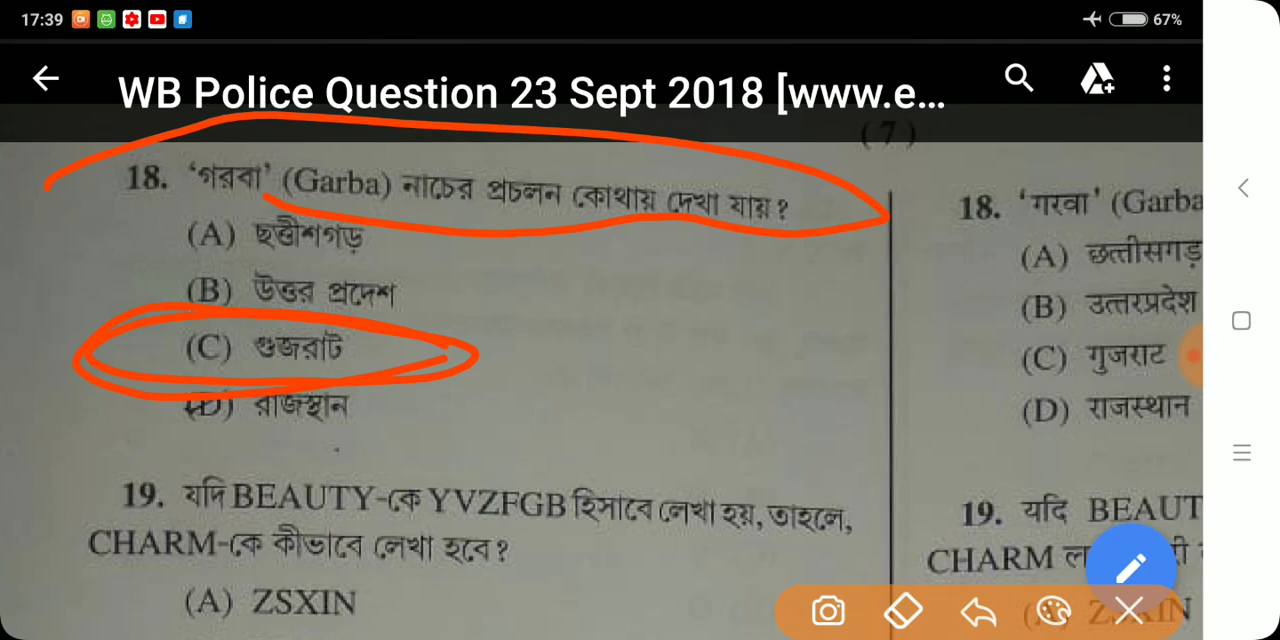 17:39
67%
WB Police Question 23 Sept 2018 [www.e...
( 7 )
18. ‘গরবা’ (Garba) নাচের প্রচলন কোথায় দেখা যায় ?
(A) ছত্তীশগড়
(B) উত্তর প্রদেশ
(C) গুজরাট
(D) রাজস্থান
19. যদি BEAUTY-কে YVZFGB হিসাবে লেখা হয়, তাহলে,
CHARM-কে কীভাবে লেখা হবে ?
(A) ZSXIN
18. ‘गरवा’ (Garba
(A) छत्तीसगड़
(B) उत्तरप्रदेश
(C) गुजराट
(D) राजस्थान
19. यदि BEAUT
CHARM
(A) ZSXIN